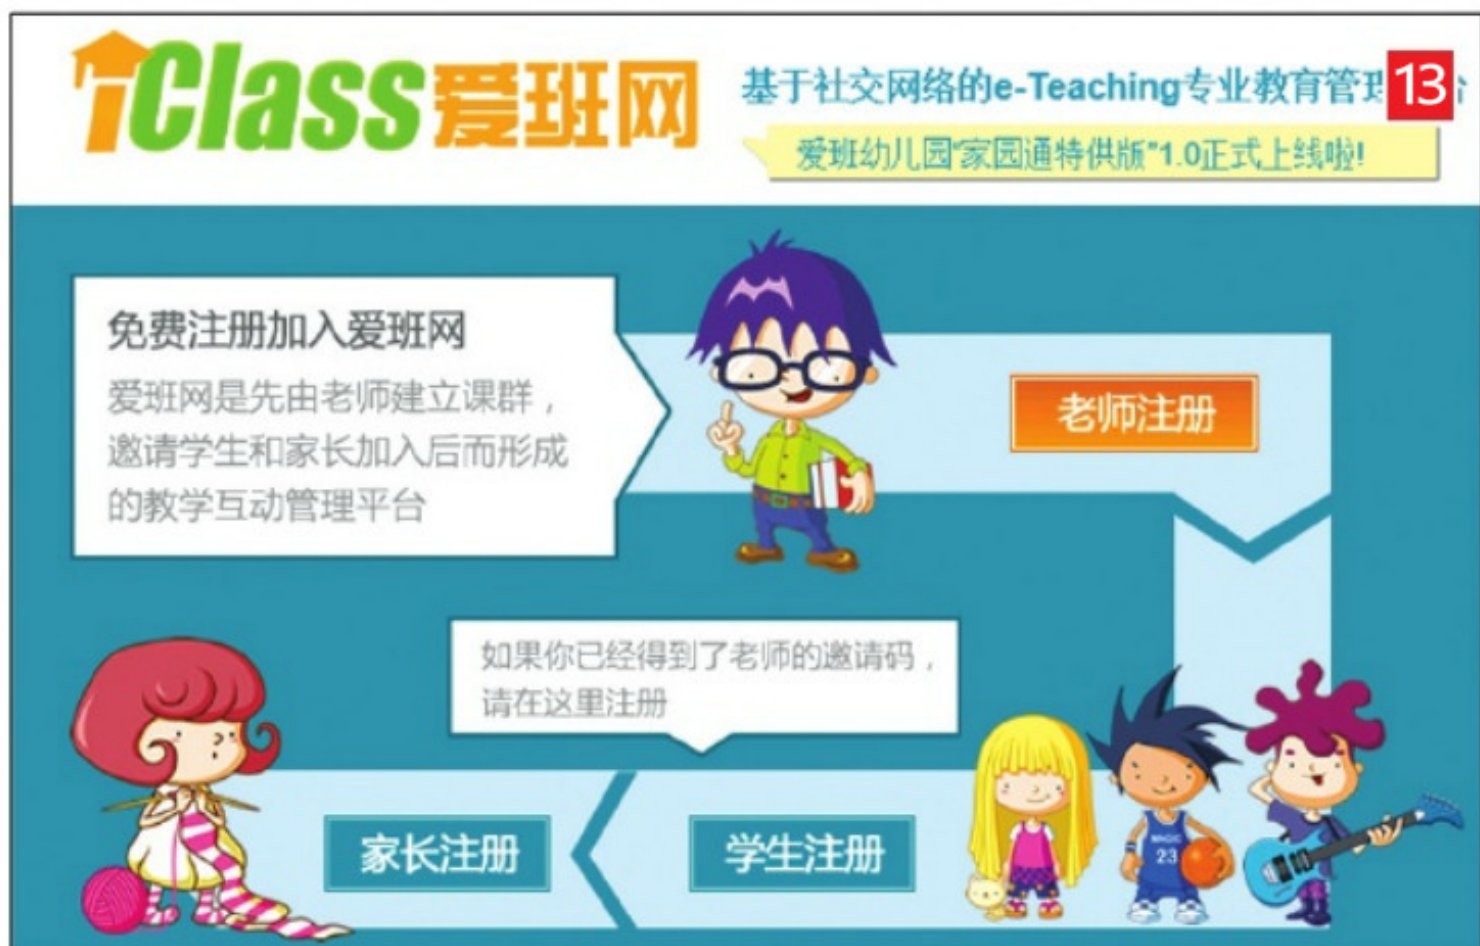 iClass爱班网
基于社交网络的e-Teaching专业教育管理
13
爱班幼儿园"家园通特供版"1.0正式上线啦!
免费注册加入爱班网
爱班网是先由老师建立课群，
邀请学生和家长加入后而形成
的教学互动管理平台
老师注册
如果你已经得到了老师的邀请码，
请在这里注册
家长注册
学生注册
MAGIC
23